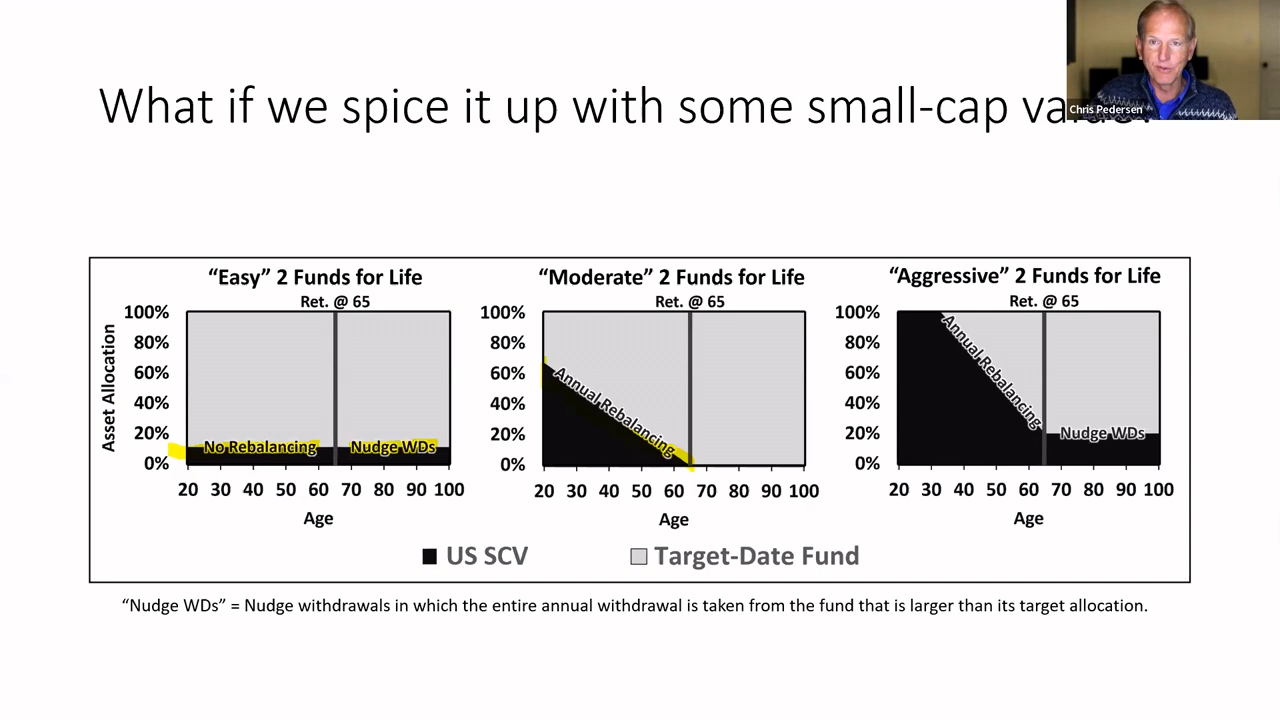 What if we spice it up with some small-cap
Chris Pedersen
"Easy" 2 Funds for Life
"Moderate" 2 Funds for Life
"Aggressive" 2 Funds for Life
Ret. @ 65
Ret. @ 65
Ret. @ 65
Asset Allocation
100%
80%
60%
40%
20%
0%
No Rebalancing
Nudge WDs
20 30 40 50 60 70 80 90 100
Age
100%
80%
60%
40%
20%
0%
Annual Rebalancing
20 30 40 50 60 70 80 90 100
Age
100%
80%
60%
40%
20%
0%
Annual Rebalancing
Nudge WDs
20 30 40 50 60 70 80 90 100
Age
US SCV
Target-Date Fund
“Nudge WDs” = Nudge withdrawals in which the entire annual withdrawal is taken from the fund that is larger than its target allocation.